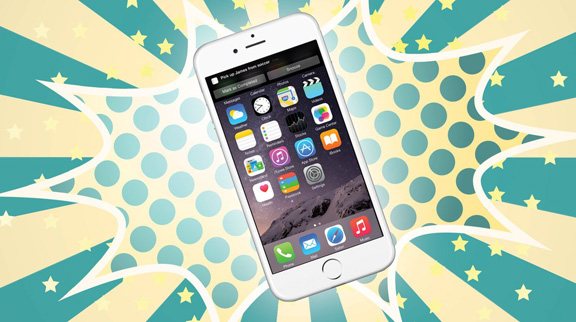 Pick up James from soccer
Mark as Completed
Snooze
Messages Calendar Photos Camera
Weather Clock Maps Videos
Notes Reminders Stocks Game Center
Newsstand iTunes Store App Store iBooks
Health Passbook Settings
Phone Mail Safari Music